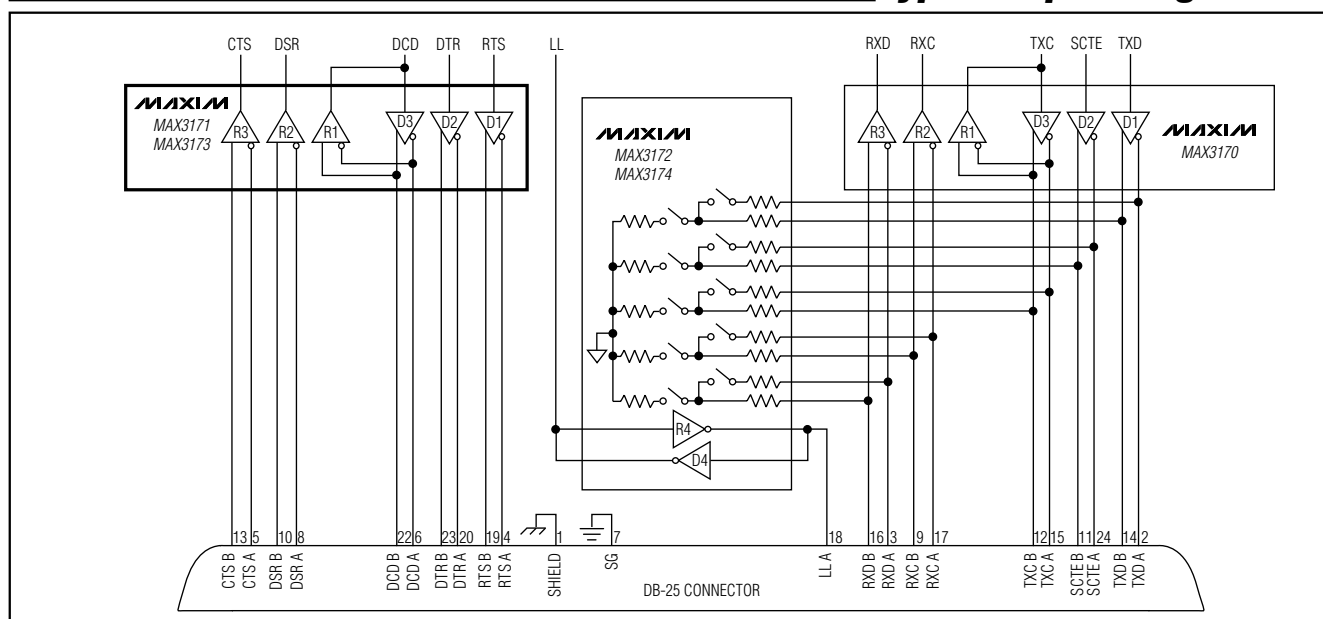 CTS DSR DCD DTR RTS LL RXD RXC TXC SCTE TXD
MAXIM
MAX3171
MAX3173
R3 R2 R1 D3 D2 D1
MAXIM
MAX3172
MAX3174
R3 R2 R1 D3 D2 D1
MAXIM
MAX3170
R4
D4
13 5 10 8 22 6 23 20 19 4 1 7 18 16 3 9 17 12 15 11 24 14 2
CTS B
CTS A
DSR B
DSR A
DCD B
DCD A
DTR B
DTR A
RTS B
RTS A
SHIELD
SG
LL A
RXD B
RXD A
RXC B
RXC A
TXC B
TXC A
SCTE B
SCTE A
TXD B
TXD A
DB-25 CONNECTOR